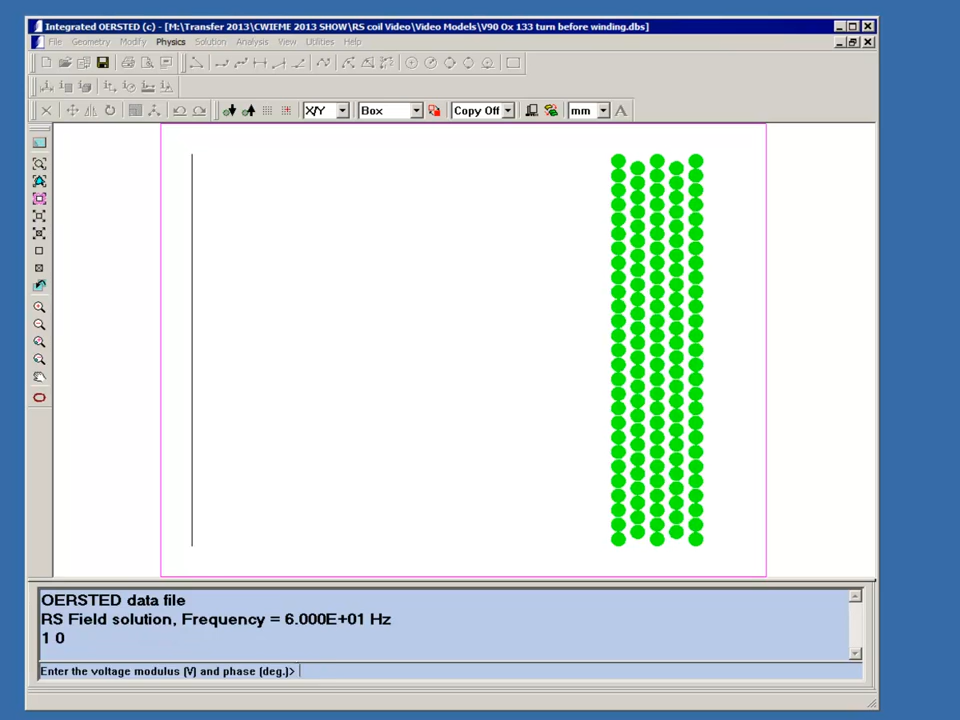 Integrated OERSTED (c) - [M:\Transfer 2013\CWIEME 2013 SHOW\RS coil Video\Video Models\V90 Ox 133 turn before winding.dbs]
File Geometry Modify Physics Solution Analysis View Utilities Help
X/Y Box Copy Off mm A
OERSTED data file
RS Field solution, Frequency = 6.000E+01 Hz
1 0
Enter the voltage modulus (V) and phase (deg.)>